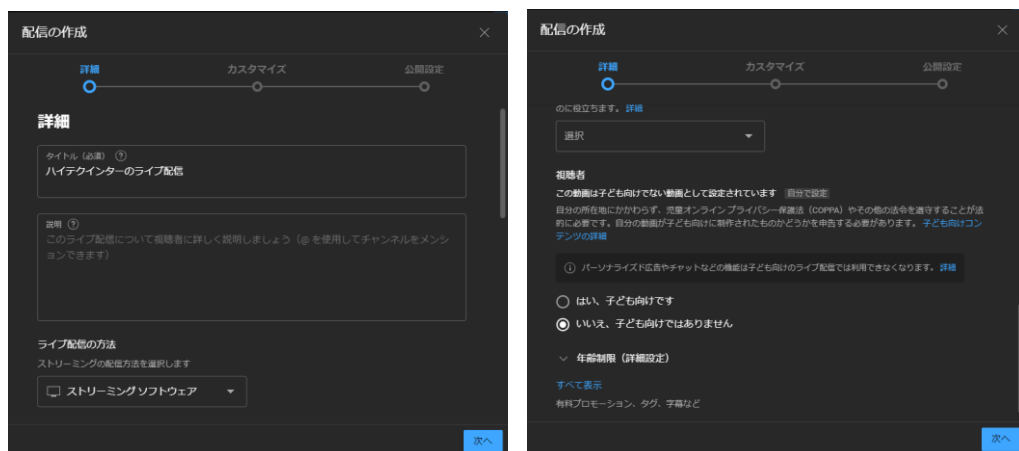 配信の作成
詳細
カスタマイズ
公開設定
詳細
タイトル（必須）
ハイテクインターのライブ配信
説明
このライブ配信について視聴者に詳しく説明しましょう（@ を使用してチャンネルをメンシ
ョンできます）
ライブ配信の方法
ストリーミングの配信方法を選択します
ストリーミングソフトウェア
次へ
配信の作成
詳細
カスタマイズ
公開設定
のに役立ちます。 詳細
選択
視聴者
この動画は子ども向けでない動画として設定されています 自分で設定
自分の所在地にかかわらず、児童オンライン プライバシー保護法（COPPA）やその他の法令を遵守することが法
的に必要です。自分の動画が子ども向けに制作されたものかどうかを申告する必要があります。 子ども向けコン
テンツの詳細
パーソナライズド広告やチャットなどの機能は子ども向けのライブ配信では利用できなくなります。 詳細
はい、子ども向けです
いいえ、子ども向けではありません
年齢制限（詳細設定）
すべて表示
有料プロモーション、タグ、字幕など
次へ